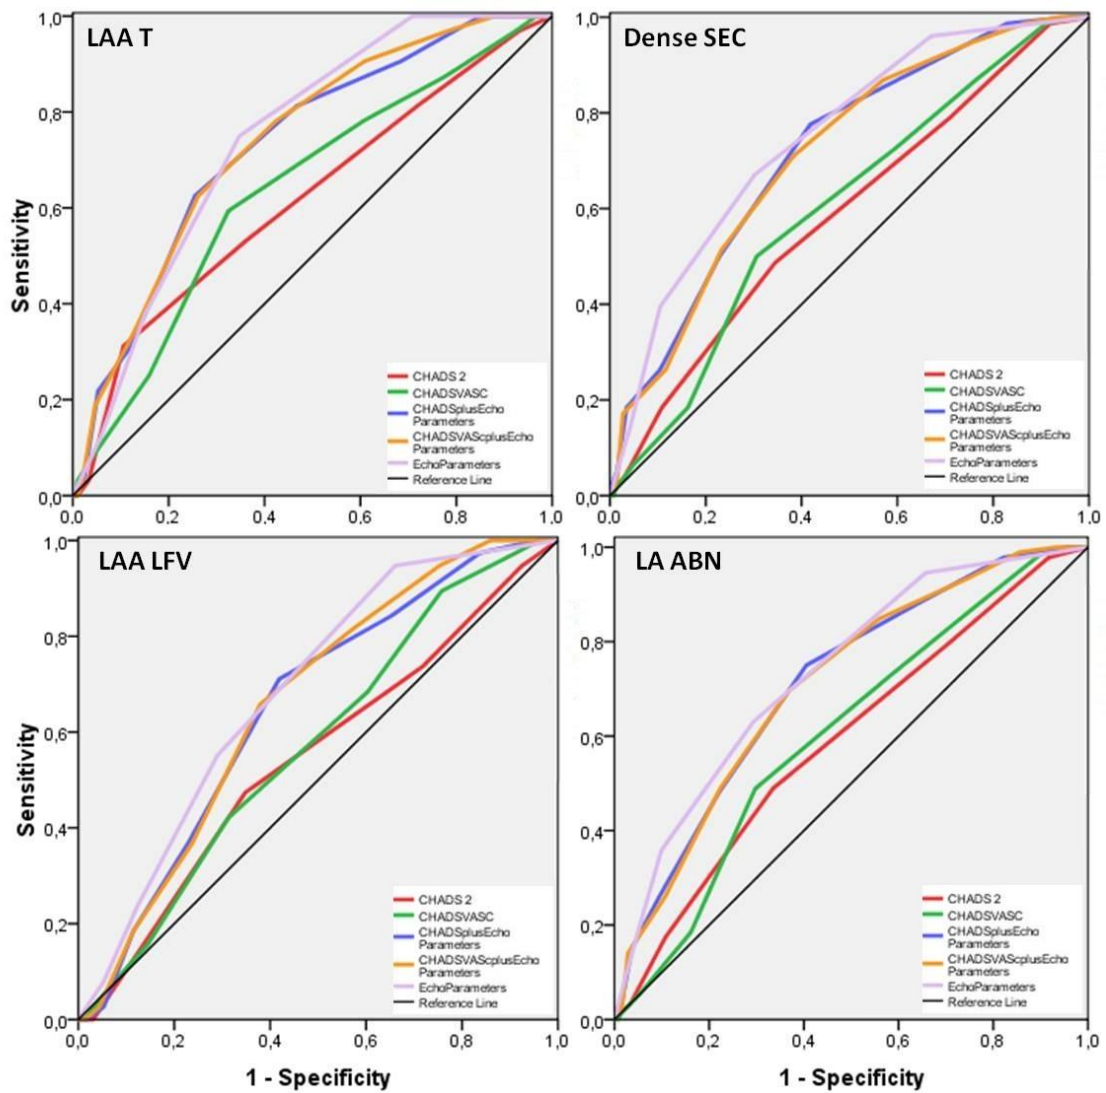 LAA T
1,0
0,8
0,6
0,4
0,2
0,0
Sensitivity
CHADS 2
CHADSVASC
CHADSplusEcho
Parameters
CHADSVAScplusEcho
Parameters
EchoParameters
Reference Line
0,0 0,2 0,4 0,6 0,8 1,0
Dense SEC
1,0
0,8
0,6
0,4
0,2
0,0
CHADS 2
CHADSVASC
CHADSplusEcho
Parameters
CHADSVAScplusEcho
Parameters
EchoParameters
Reference Line
0,0 0,2 0,4 0,6 0,8 1,0
LAA LFV
1,0
0,8
0,6
0,4
0,2
0,0
Sensitivity
CHADS 2
CHADSVASC
CHADSplusEcho
Parameters
CHADSVAScplusEcho
Parameters
EchoParameters
Reference Line
0,0 0,2 0,4 0,6 0,8 1,0
1 - Specificity
LA ABN
1,0
0,8
0,6
0,4
0,2
0,0
CHADS 2
CHADSVASC
CHADSplusEcho
Parameters
CHADSVAScplusEcho
Parameters
EchoParameters
Reference Line
0,0 0,2 0,4 0,6 0,8 1,0
1 - Specificity